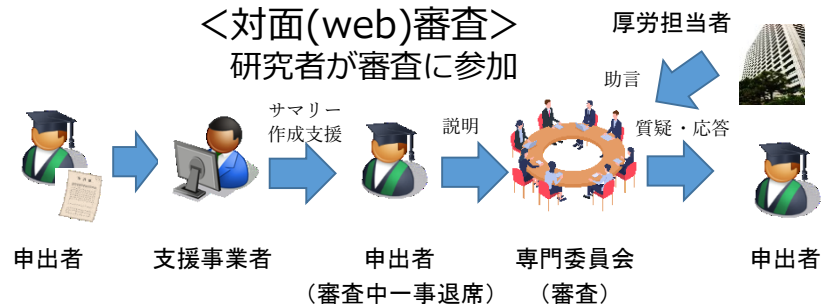 <対面(web)審査>
研究者が審査に参加
厚労担当者
助言
サマリー
作成支援
説明
質疑・応答
申出者
支援事業者
申出者
(審査中一事退席)
専門委員会
(審査)
申出者